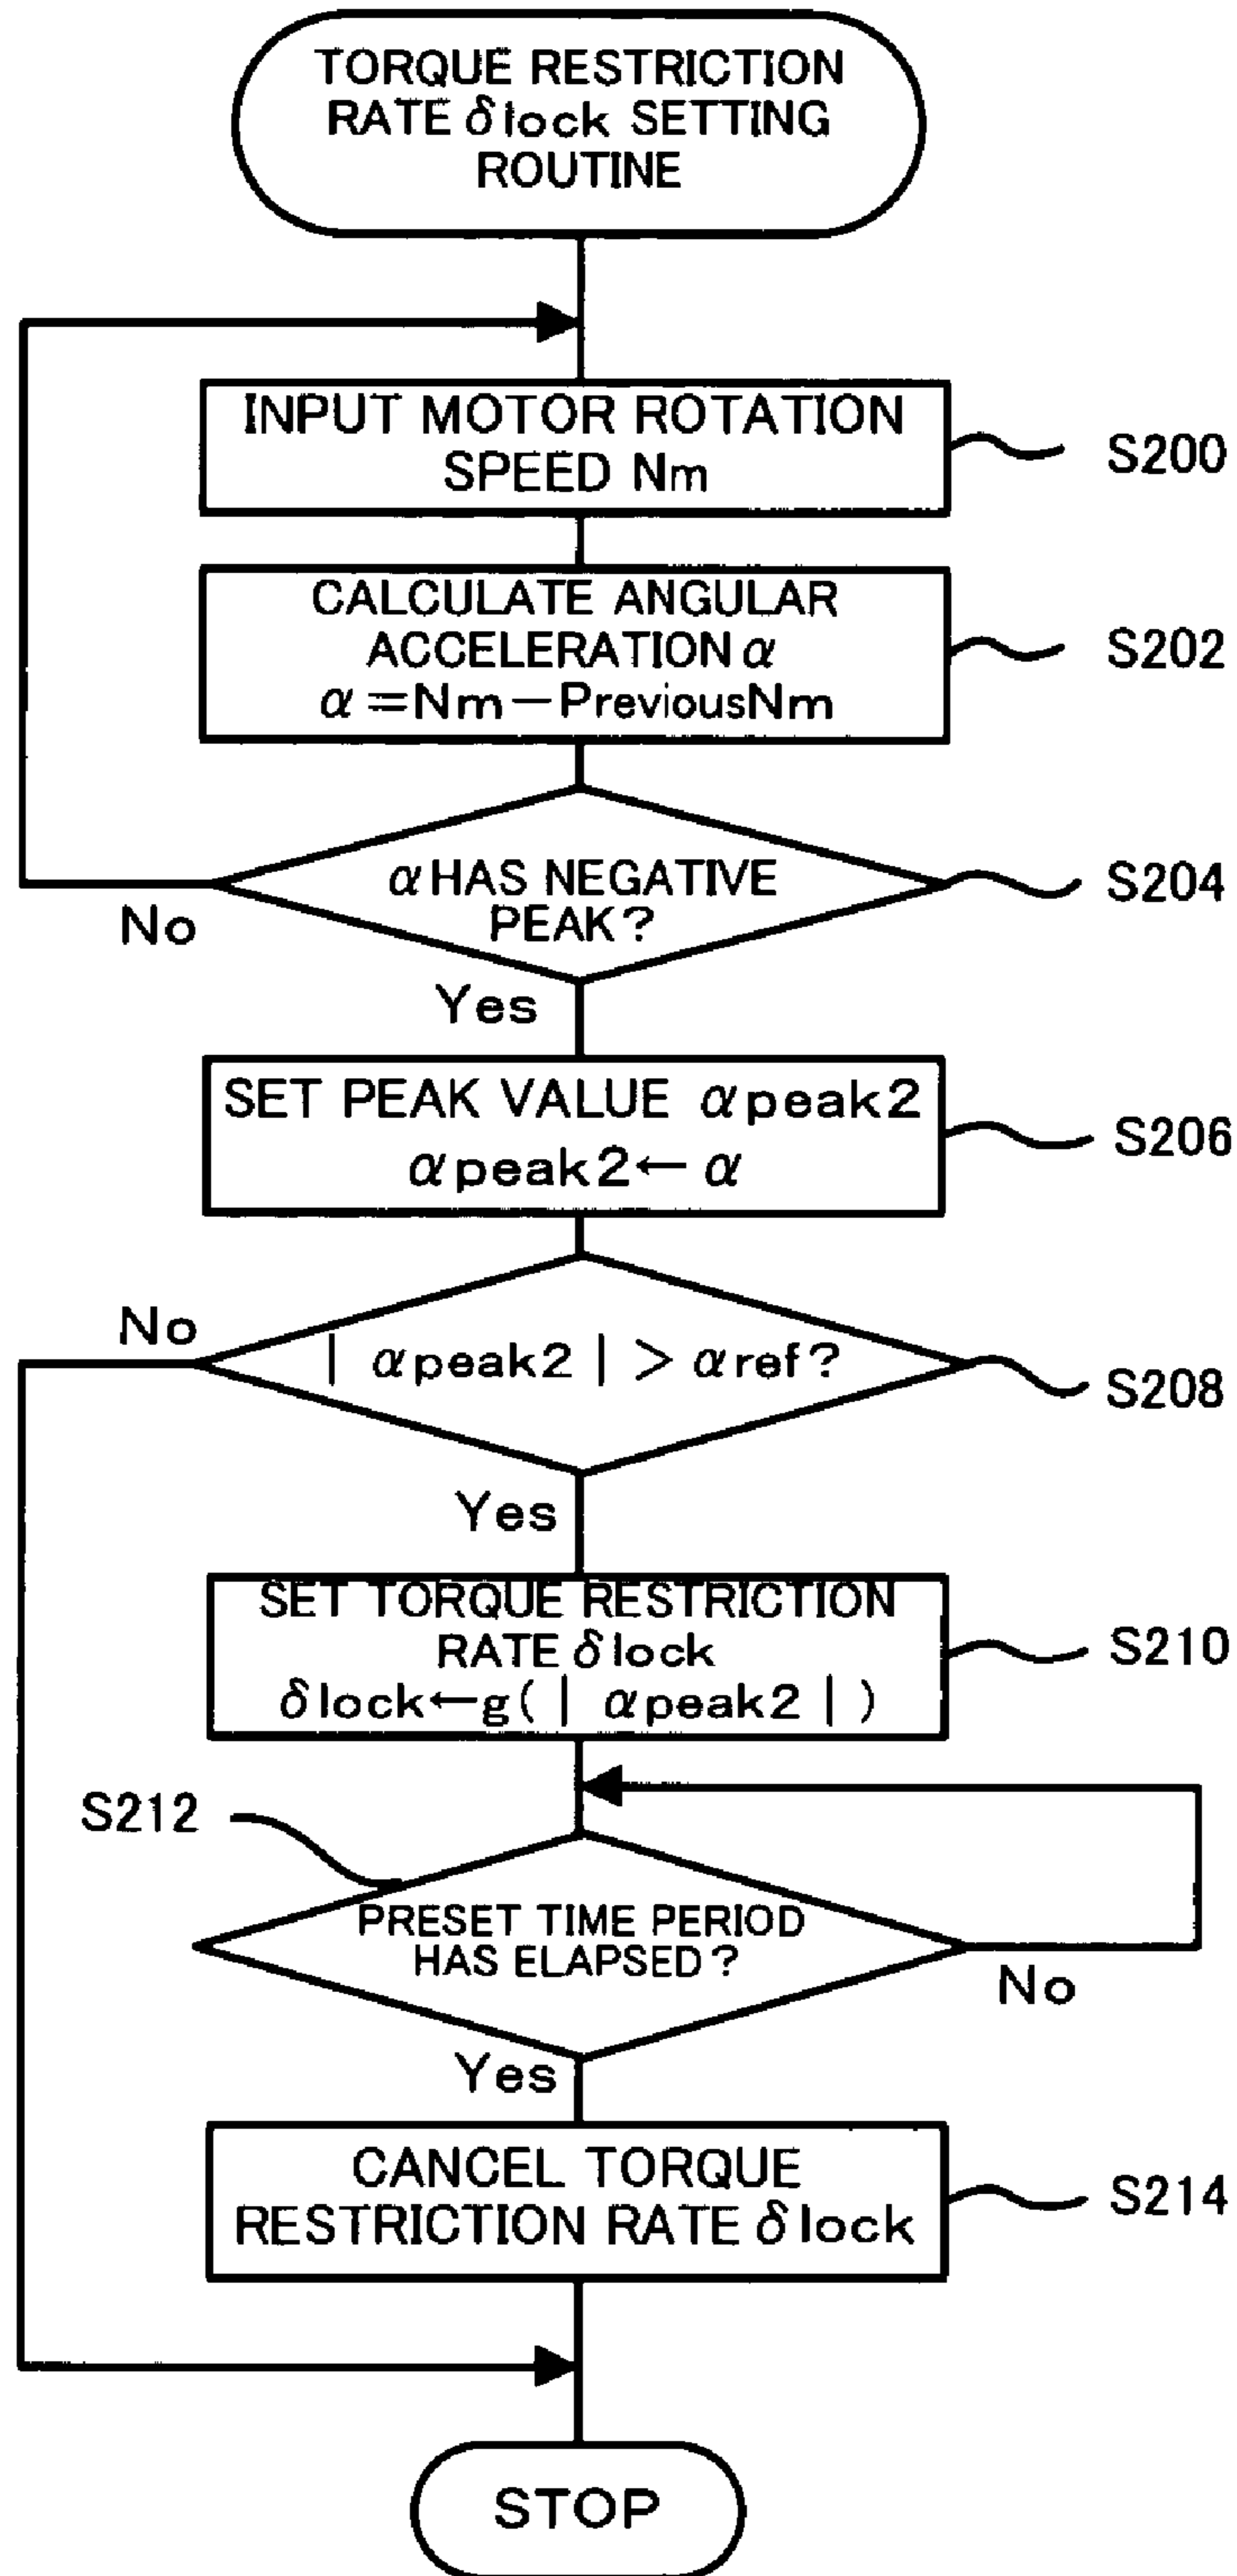 TORQUE RESTRICTION
RATE δlock SETTING
ROUTINE
INPUT MOTOR ROTATION
SPEED Nm
S200
CALCULATE ANGULAR
ACCELERATION α
α=Nm-PreviousNm
S202
α HAS NEGATIVE
PEAK?
S204
No
Yes
SET PEAK VALUE αpeak2
αpeak2← α
S206
No
| αpeak2 | > αref?
S208
Yes
SET TORQUE RESTRICTION
RATE δlock
δlock←g( | αpeak2 | )
S210
S212
PRESET TIME PERIOD
HAS ELAPSED?
No
Yes
CANCEL TORQUE
RESTRICTION RATE δlock
S214
STOP